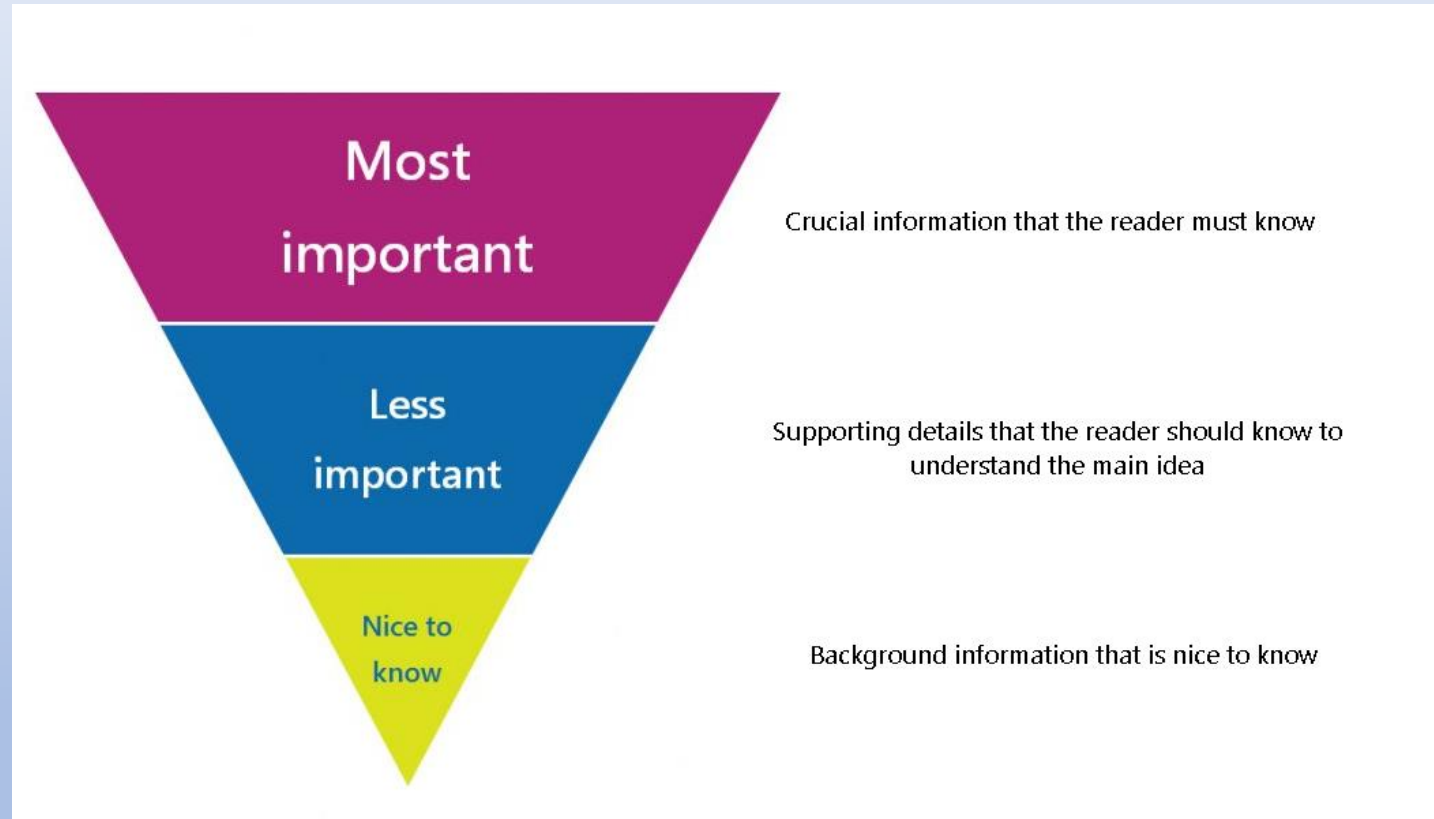 Most
important
Crucial information that the reader must know
Less
important
Supporting details that the reader should know to
understand the main idea
Nice to
know
Background information that is nice to know